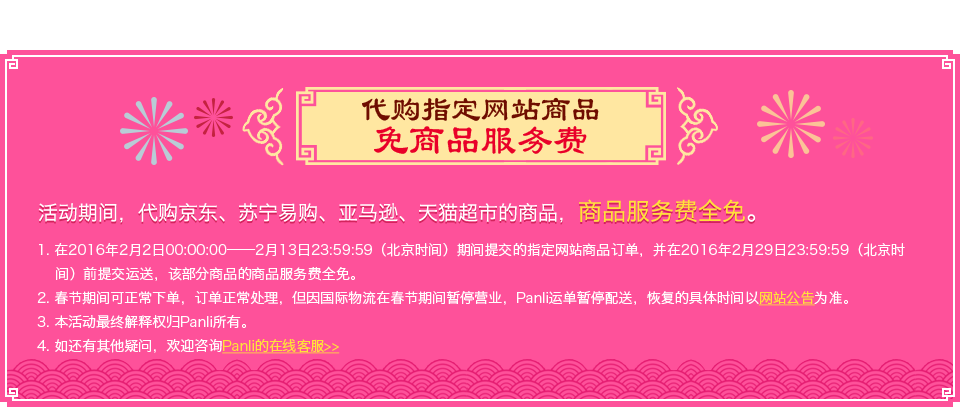 代购指定网站商品
免商品服务费
活动期间，代购京东、苏宁易购、亚马逊、天猫超市的商品，商品服务费全免。
1. 在2016年2月2日00:00:00——2月13日23:59:59（北京时间）期间提交的指定网站商品订单，并在2016年2月29日23:59:59（北京时
间）前提交运送，该部分商品的商品服务费全免。
2. 春节期间可正常下单，订单正常处理，但因国际物流在春节期间暂停营业，Panli运单暂停配送，恢复的具体时间以网站公告为准。
3. 本活动最终解释权归Panli所有。
4. 如还有其他疑问，欢迎咨询Panli的在线客服>>